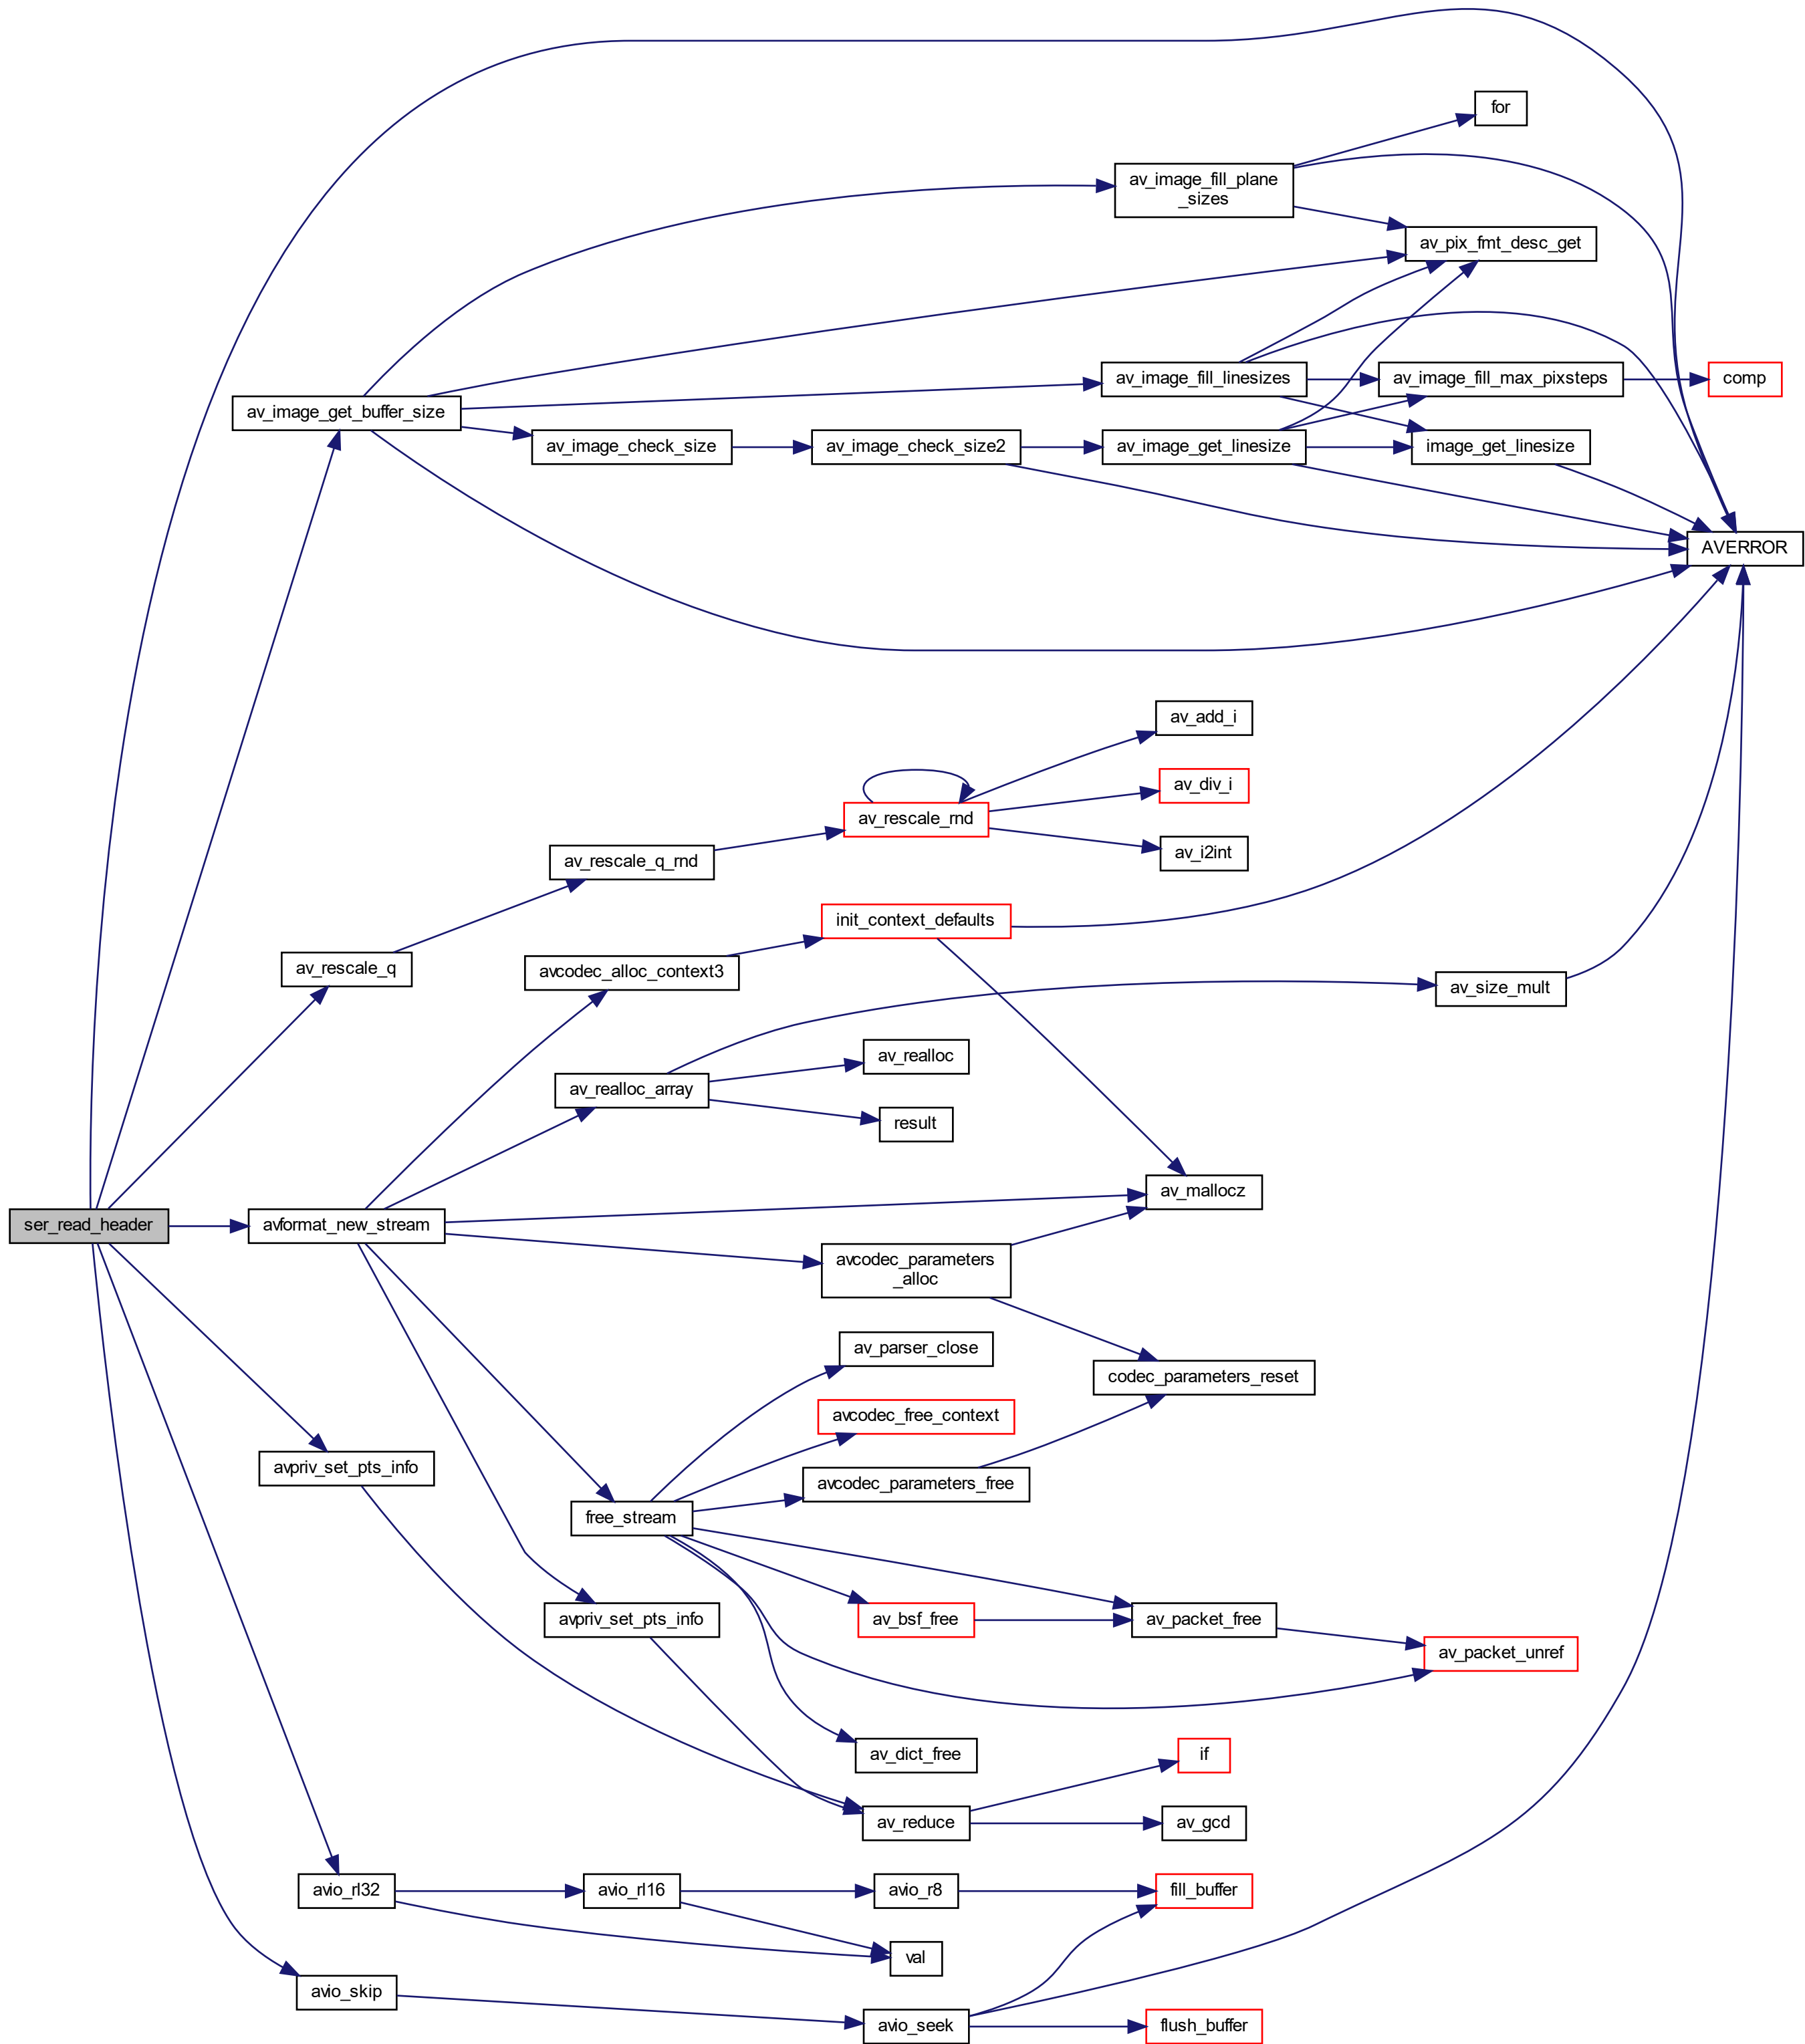 for
av_image_fill_plane
_sizes
av_pix_fmt_desc_get
av_image_fill_linesizes
av_image_fill_max_pixsteps
comp
av_image_get_buffer_size
av_image_check_size
av_image_check_size2
av_image_get_linesize
image_get_linesize
AVERROR
av_add_i
av_div_i
av_rescale_rnd
av_i2int
av_rescale_q_rnd
init_context_defaults
av_rescale_q
avcodec_alloc_context3
av_size_mult
av_realloc
av_realloc_array
result
av_mallocz
ser_read_header
avformat_new_stream
avcodec_parameters
_alloc
av_parser_close
codec_parameters_reset
avcodec_free_context
avpriv_set_pts_info
avcodec_parameters_free
free_stream
avpriv_set_pts_info
av_bsf_free
av_packet_free
av_packet_unref
av_dict_free
if
av_reduce
av_gcd
avio_rl32
avio_rl16
avio_r8
fill_buffer
val
avio_skip
avio_seek
flush_buffer